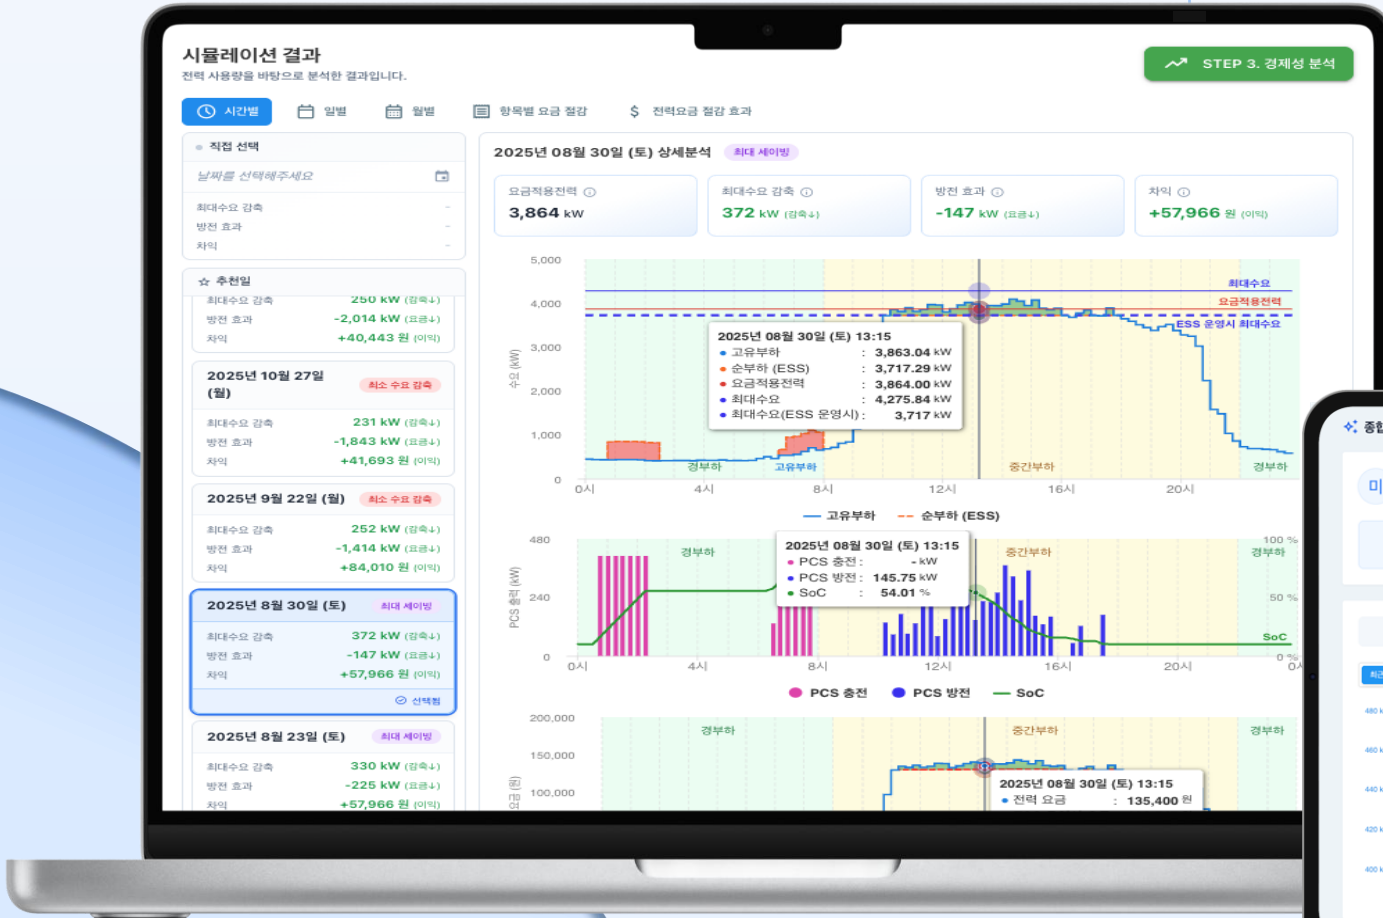 시뮬레이션 결과
전력 사용량을 바탕으로 분석한 결과입니다.
STEP 3. 경제성 분석
시간별
일별
월별
항목별 요금 절감
$ 전력요금 절감 효과
직접 선택
날짜를 선택해주세요
최대수요 감축 -
방전 효과 -
차익 -
추천일
최대수요 감축 250 kW (감축↓)
방전 효과 -2,014 kW (요금↓)
차익 +40,443 원 (이익)
2025년 10월 27일 (월) 최소 수요 감축
최대수요 감축 231 kW (감축↓)
방전 효과 -1,843 kW (요금↓)
차익 +41,693 원 (이익)
2025년 9월 22일 (월) 최소 수요 감축
최대수요 감축 252 kW (감축↓)
방전 효과 -1,414 kW (요금↓)
차익 +84,010 원 (이익)
2025년 8월 30일 (토) 최대 세이빙
최대수요 감축 372 kW (감축↓)
방전 효과 -147 kW (요금↓)
차익 +57,966 원 (이익)
선택됨
2025년 8월 23일 (토) 최대 세이빙
최대수요 감축 330 kW (감축↓)
방전 효과 -225 kW (요금↓)
차익 +57,966 원 (이익)
2025년 08월 30일 (토) 상세분석 최대 세이빙
요금적용전력
3,864 kW
최대수요 감축
372 kW (감축↓)
방전 효과
-147 kW (요금↓)
차익
+57,966 원 (이익)
수요 (kW)
5,000
4,000
3,000
2,000
1,000
0
최대수요
요금적용전력
ESS 운영시 최대수요
2025년 08월 30일(토) 13:15
고유부하 : 3,863.04 kW
순부하 (ESS) : 3,717.29 kW
요금적용전력 : 3,864.00 kW
최대수요 : 4,275.84 kW
최대수요(ESS 운영시) : 3,717 kW
경부하
고유부하
중간부하
경부하
0시 4시 8시 12시 16시 20시
고유부하 순부하 (ESS)
PCS 출력 (kW)
480
240
0
경부하
중간부하
경부하
100 %
50 %
0 %
SoC
2025년 08월 30일 (토) 13:15
PCS 충전 : - kW
PCS 방전 : 145.75 kW
SoC : 54.01 %
0시 4시 8시 12시 16시 20시
PCS 충전 PCS 방전 SoC
200,000
150,000
100,000
요금 (원)
경부하
중간부하
경부하
2025년 08월 30일 (토) 13:15
전력 요금 : 135,400 원
종합
미
최근
480 k
460 k
440 k
420 k
400 k